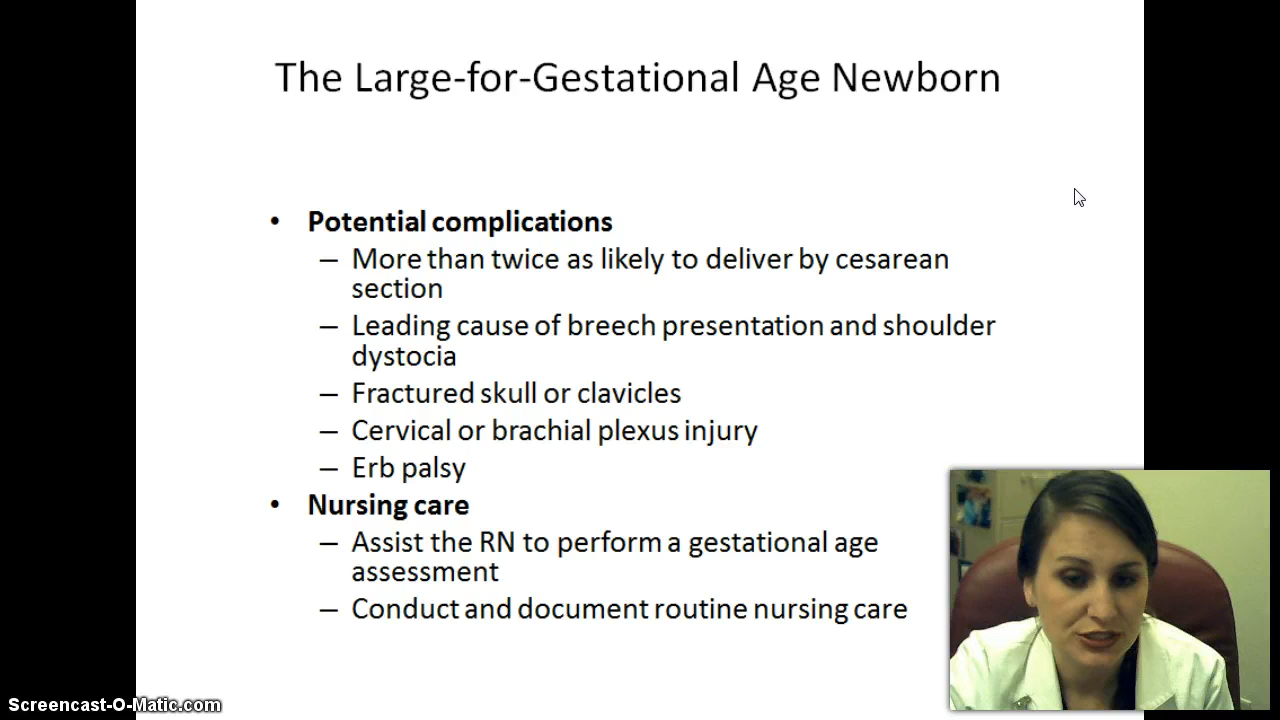 The Large-for-Gestational Age Newborn
• Potential complications
– More than twice as likely to deliver by cesarean
section
– Leading cause of breech presentation and shoulder
dystocia
– Fractured skull or clavicles
– Cervical or brachial plexus injury
– Erb palsy
• Nursing care
– Assist the RN to perform a gestational age
assessment
– Conduct and document routine nursing care
Screencast-O-Matic.com